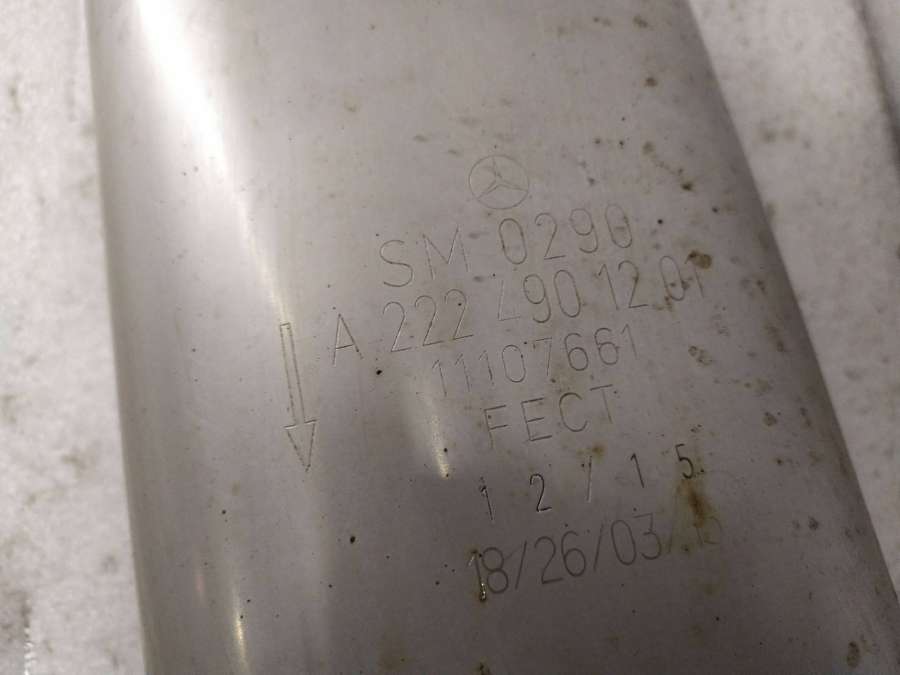 SM 0290
A 222 490 12 01
11107661
FECT
12/15
18/26/03/